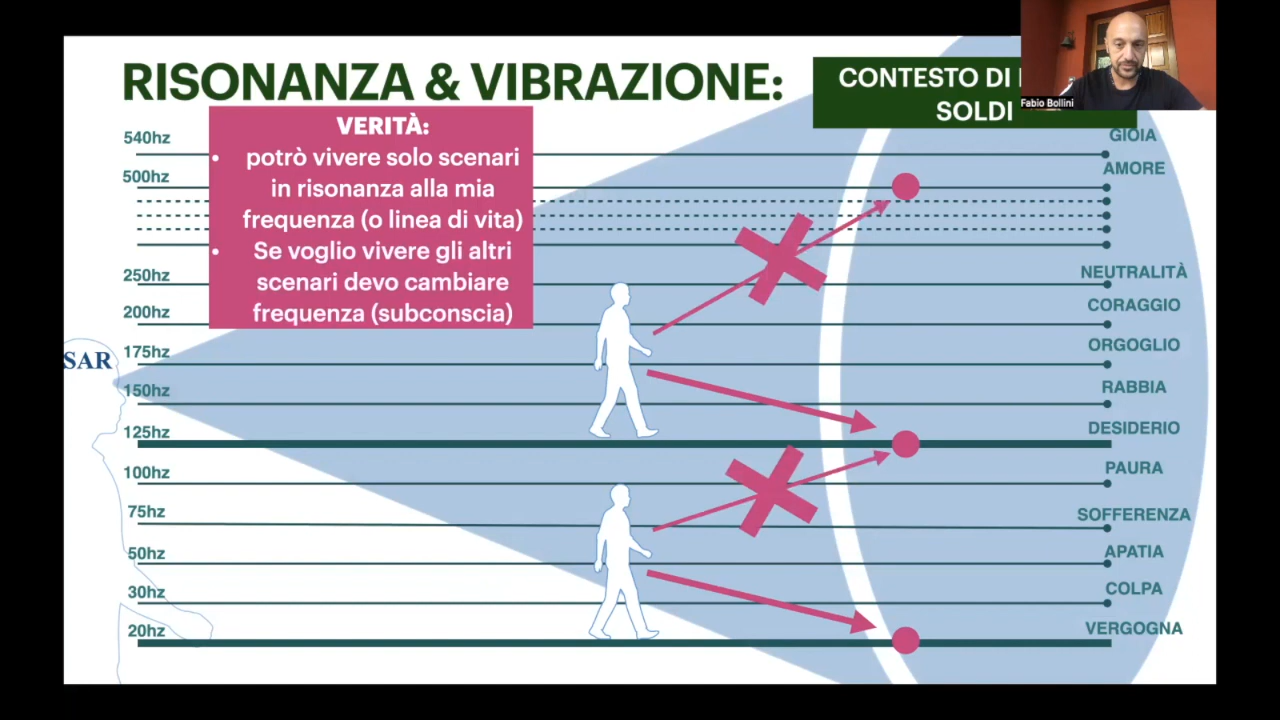 RISONANZA & VIBRAZIONE:
CONTESTO DI
SOLDI
Fabio Bollini
VERITÀ:
• potrò vivere solo scenari
in risonanza alla mia
frequenza (o linea di vita)
• Se voglio vivere gli altri
scenari devo cambiare
frequenza (subconscia)
SAR
540hz
GIOIA
500hz
AMORE
250hz
NEUTRALITÀ
200hz
CORAGGIO
175hz
ORGOGLIO
150hz
RABBIA
125hz
DESIDERIO
100hz
PAURA
75hz
SOFFERENZA
50hz
APATIA
30hz
COLPA
20hz
VERGOGNA